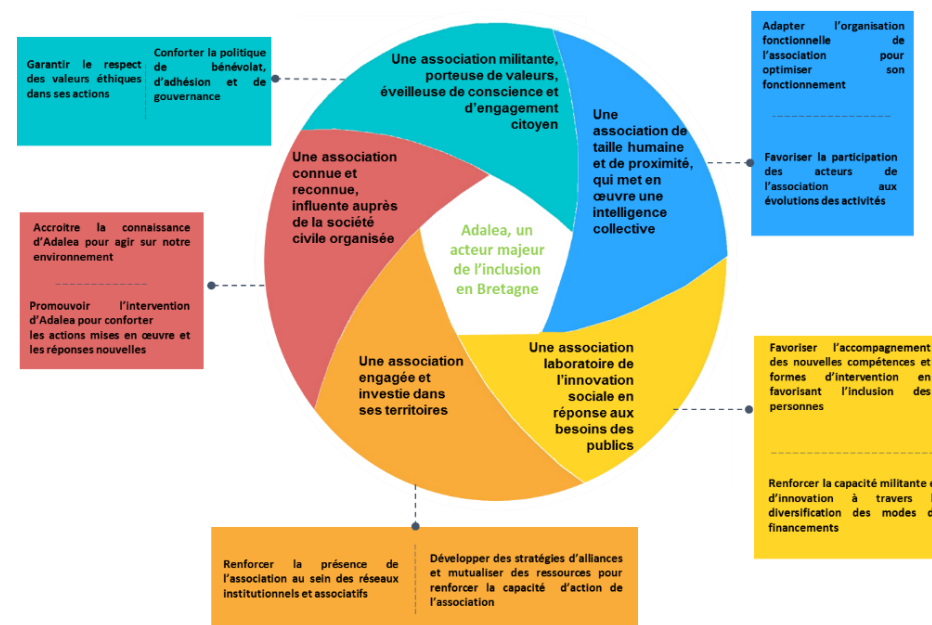 Garantir le respect
des valeurs éthiques
dans ses actions
Conforter la politique
de bénévolat,
d'adhésion et de
gouvernance
Une association militante,
porteuse de valeurs,
éveilleuse de conscience et
d'engagement
citoyen
Adapter l'organisation
fonctionnelle de
l'association pour
optimiser son
fonctionnement
Favoriser la participation
des acteurs de
l'association aux
évolutions des activités
Une
association de
taille humaine
et de proximité,
qui met en
œuvre une
intelligence
collective
Une association
connue et
reconnue,
influente auprès
de la société
civile organisée
Accroitre la connaissance
d'Adalea pour agir sur notre
environnement
Promouvoir l'intervention
d'Adalea pour conforter
les actions mises en œuvre et
les réponses nouvelles
Adalea, un
acteur majeur
de l'inclusion
en Bretagne
Une association
engagée et
investie dans
ses territoires
Une association
laboratoire de
l'innovation
sociale en
réponse aux
besoins des
publics
Favoriser l'accompagnement
des nouvelles compétences et
formes d'intervention en
favorisant l'inclusion des
personnes
Renforcer la capacité militante
d'innovation à travers
diversification des modes
financements
Renforcer la présence de
l'association au sein des réseaux
institutionnels et associatifs
Développer des stratégies d'alliances
et mutualiser des ressources pour
renforcer la capacité d'action de
l'association